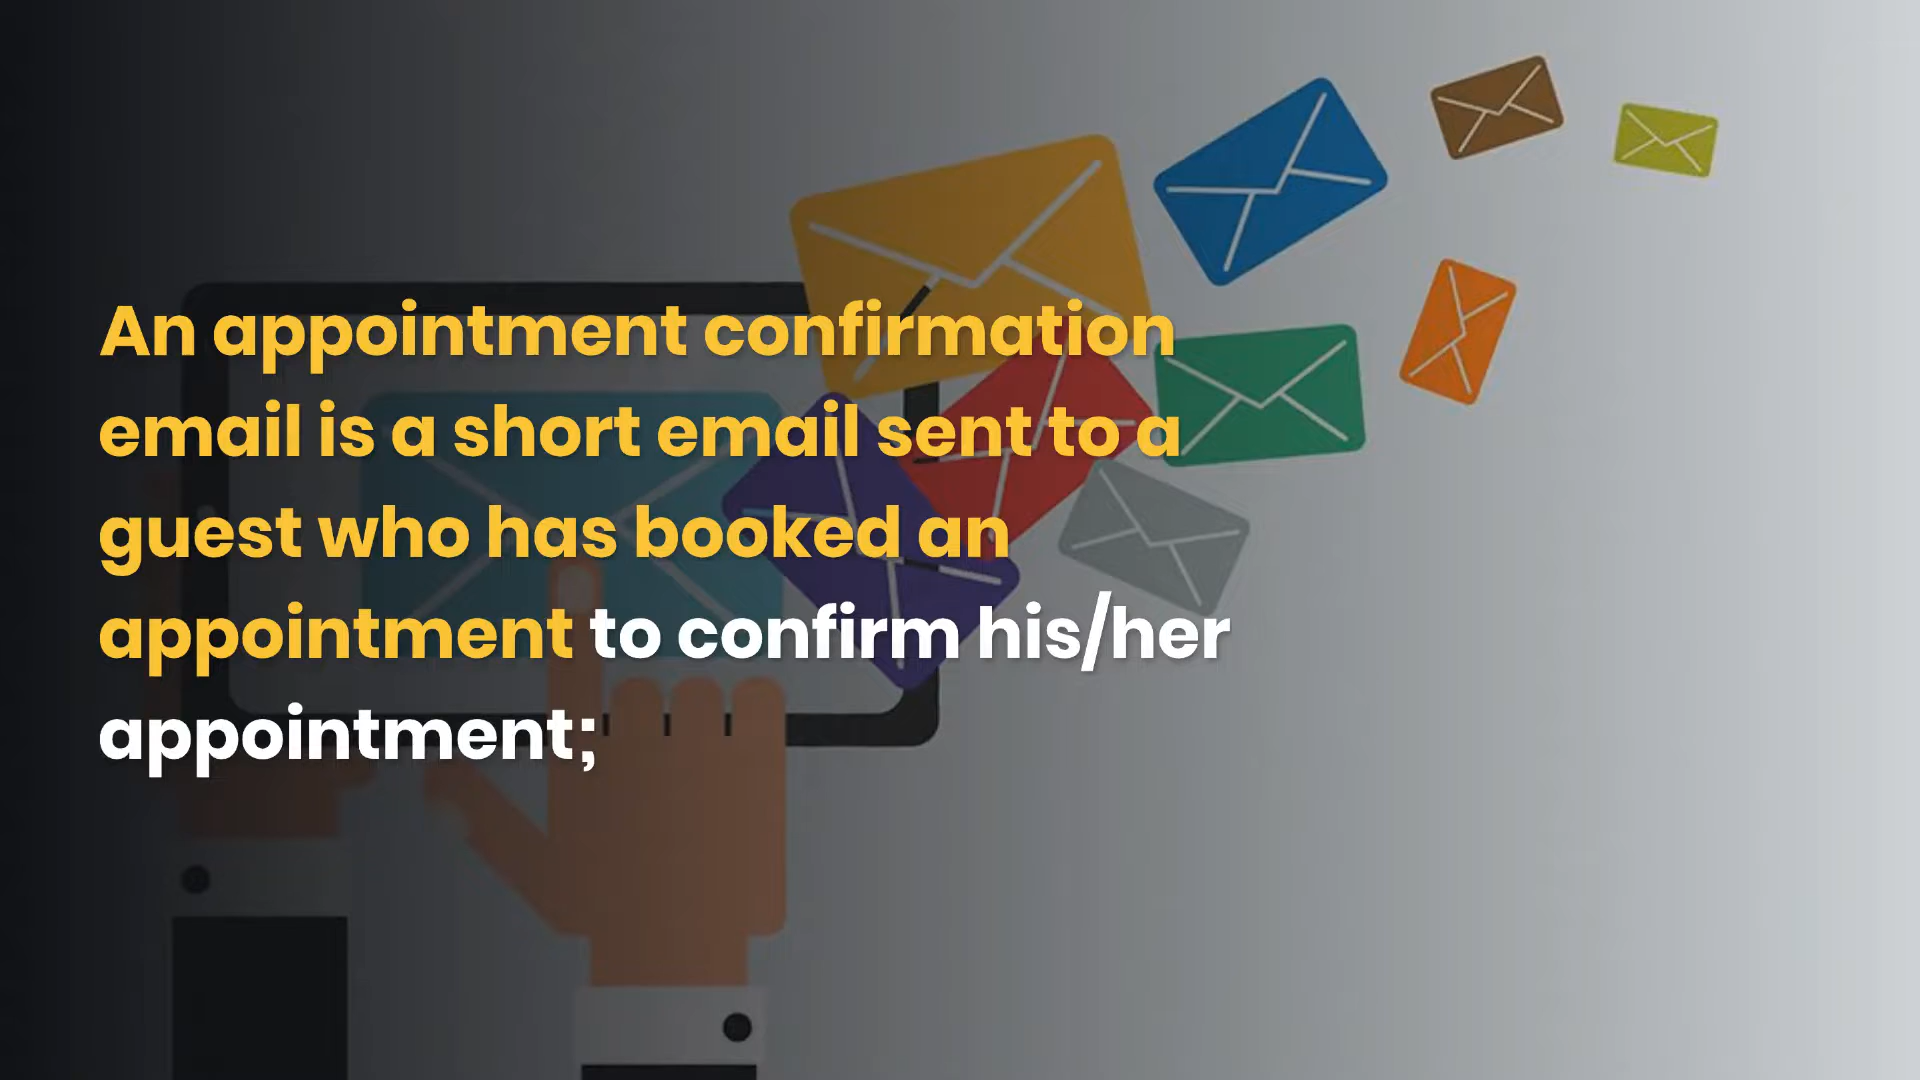 An appointment confirmation
email is a short email sent to a
guest who has booked an
appointment to confirm his/her
appointment;